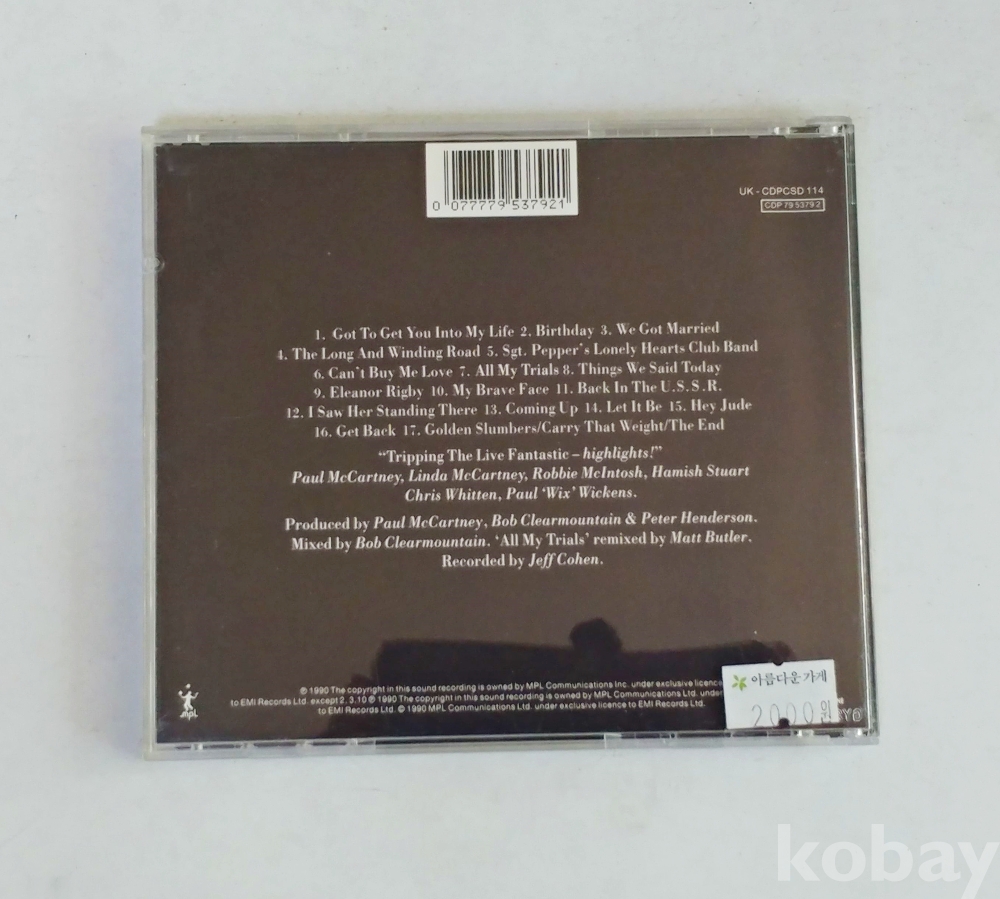 0 077779 537921
UK - CDPCSD 114
CDP 79 5379 2
1. Got To Get You Into My Life 2. Birthday 3. We Got Married
4. The Long And Winding Road 5. Sgt. Pepper's Lonely Hearts Club Band
6. Can't Buy Me Love 7. All My Trials 8. Things We Said Today
9. Eleanor Rigby 10. My Brave Face 11. Back In The U.S.S.R.
12. I Saw Her Standing There 13. Coming Up 14. Let It Be 15. Hey Jude
16. Get Back 17. Golden Slumbers/Carry That Weight/The End
“Tripping The Live Fantastic – highlights!”
Paul McCartney, Linda McCartney, Robbie McIntosh, Hamish Stuart
Chris Whitten, Paul ‘Wix’ Wickens.
Produced by Paul McCartney, Bob Clearmountain & Peter Henderson.
Mixed by Bob Clearmountain. ‘All My Trials’ remixed by Matt Butler.
Recorded by Jeff Cohen.
℗ 1990 The copyright in this sound recording is owned by MPL Communications Inc. under exclusive licence
to EMI Records Ltd. except 2. 3. 10 ℗ 1990 The copyright in this sound recording is owned by MPL Communications Ltd. under
to EMI Records Ltd. © 1990 MPL Communications Ltd. under exclusive licence to EMI Records Ltd.
MPL
아름다운가게
2000원
kobay